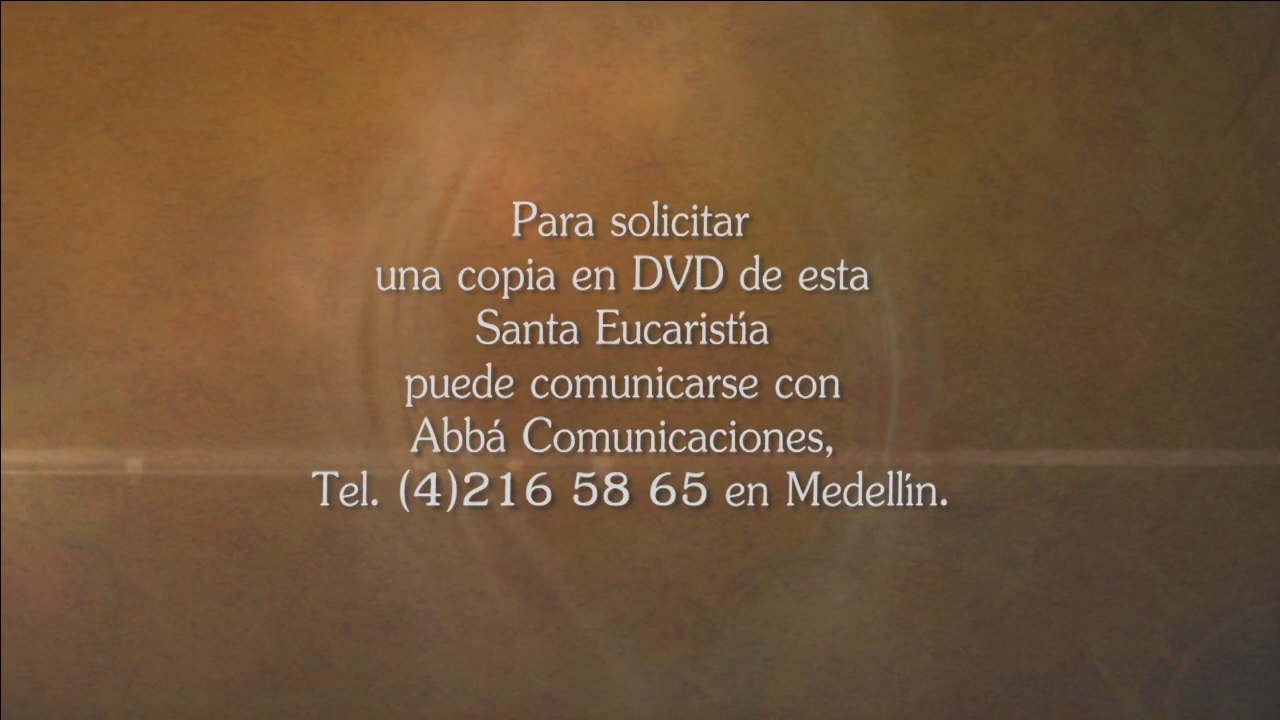 Para solicitar
una copia en DVD de esta
Santa Eucaristía
puede comunicarse con
Abbá Comunicaciones,
Tel. (4)216 58 65 en Medellín.